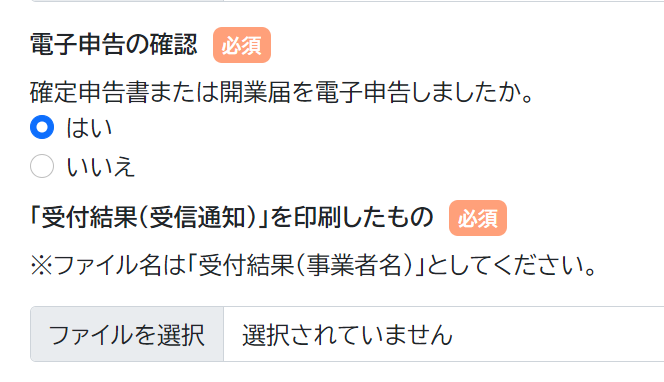 電子申告の確認 必須
確定申告書または開業届を電子申告しましたか。
はい
いいえ
「受付結果（受信通知）」を印刷したもの 必須
※ファイル名は「受付結果（事業者名）」としてください。
ファイルを選択 選択されていません